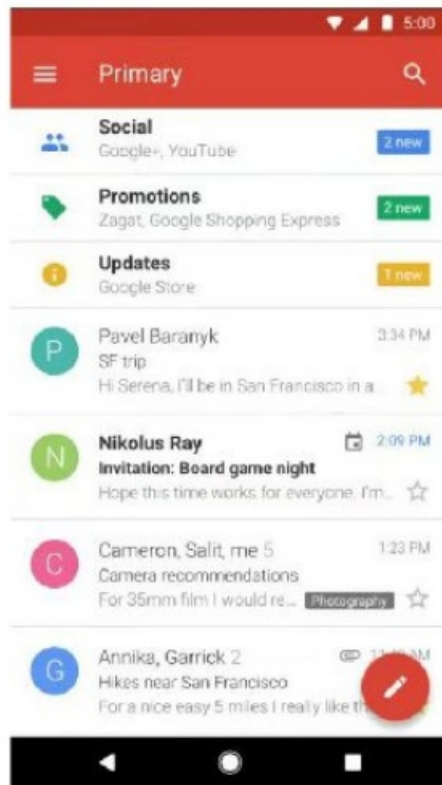 5:00
Primary
Social
Google+, YouTube
2 new
Promotions
Zagat, Google Shopping Express
2 new
Updates
Google Store
1 new
P
Pavel Baranyk
3:34 PM
SF trip
Hi Serena, I'll be in San Francisco in a
N
Nikolus Ray
2:09 PM
Invitation: Board game night
Hope this time works for everyone. I'm...
C
Cameron, Salit, me 5
1:23 PM
Camera recommendations
For 35mm film I would re...
Photography
G
Annika, Garrick 2
AM
Hikes near San Francisco
For a nice easy 5 miles I really like